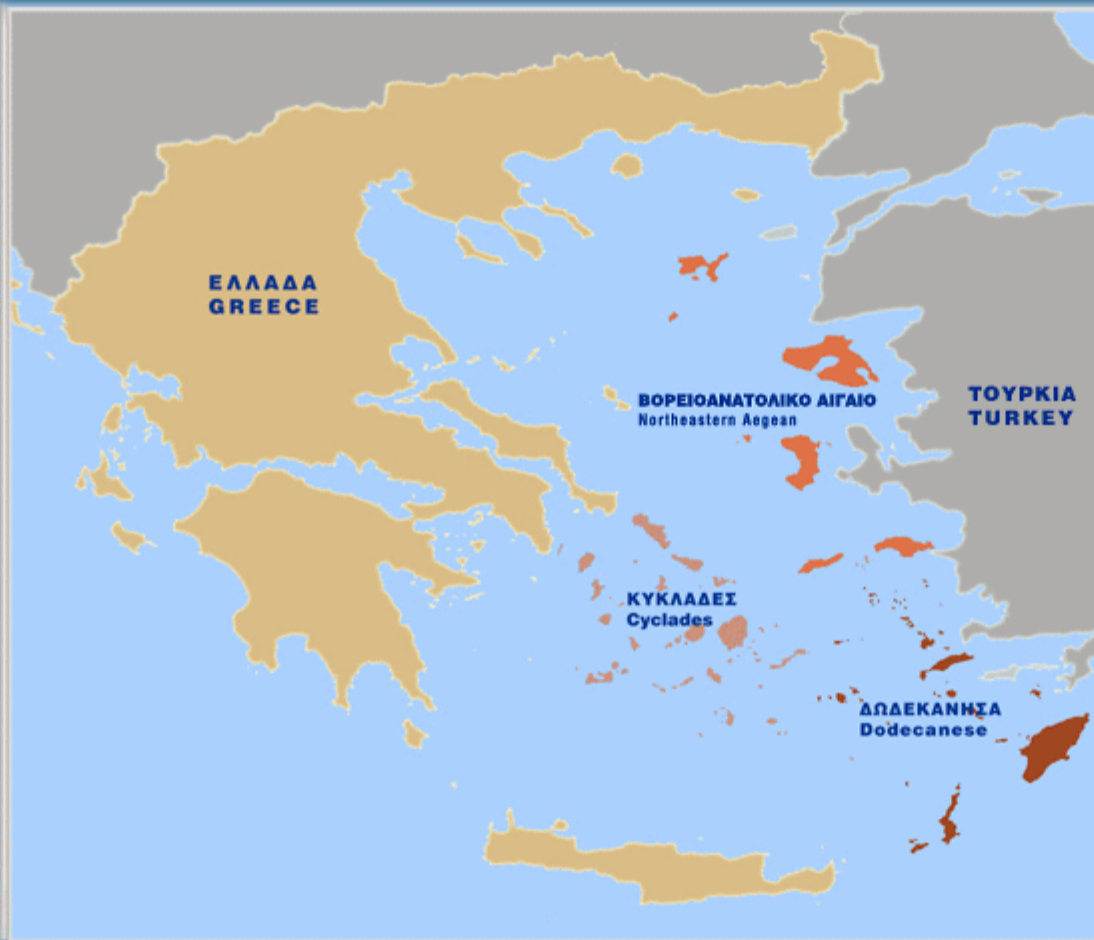 ΕΛΛΑΔΑ
GREECE
ΒΟΡΕΙΟΑΝΑΤΟΛΙΚΟ ΑΙΓΑΙΟ
Northeastern Aegean
ΤΟΥΡΚΙΑ
TURKEY
ΚΥΚΛΑΔΕΣ
Cyclades
ΔΩΔΕΚΑΝΗΣΑ
Dodecanese